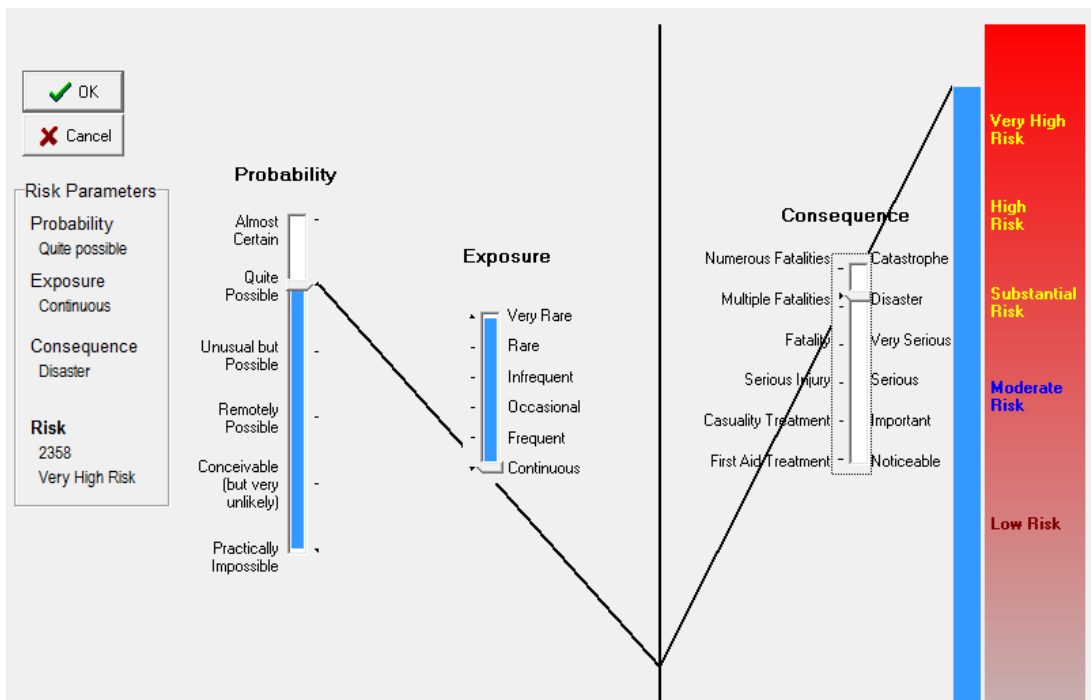 OK
Cancel
Risk Parameters
Probability
Quite possible
Exposure
Continuous
Consequence
Disaster
Risk
2358
Very High Risk
Probability
Almost
Certain
Quite
Possible
Unusual but
Possible
Remotely
Possible
Conceivable
(but very
unlikely)
Practically
Impossible
Exposure
Very Rare
Rare
Infrequent
Occasional
Frequent
Continuous
Consequence
Numerous Fatalities
Multiple Fatalities
Fatality
Serious Injury
Casuality Treatment
First Aid Treatment
Catastrophe
Disaster
Very Serious
Serious
Important
Noticeable
Very High
Risk
High
Risk
Substantial
Risk
Moderate
Risk
Low Risk